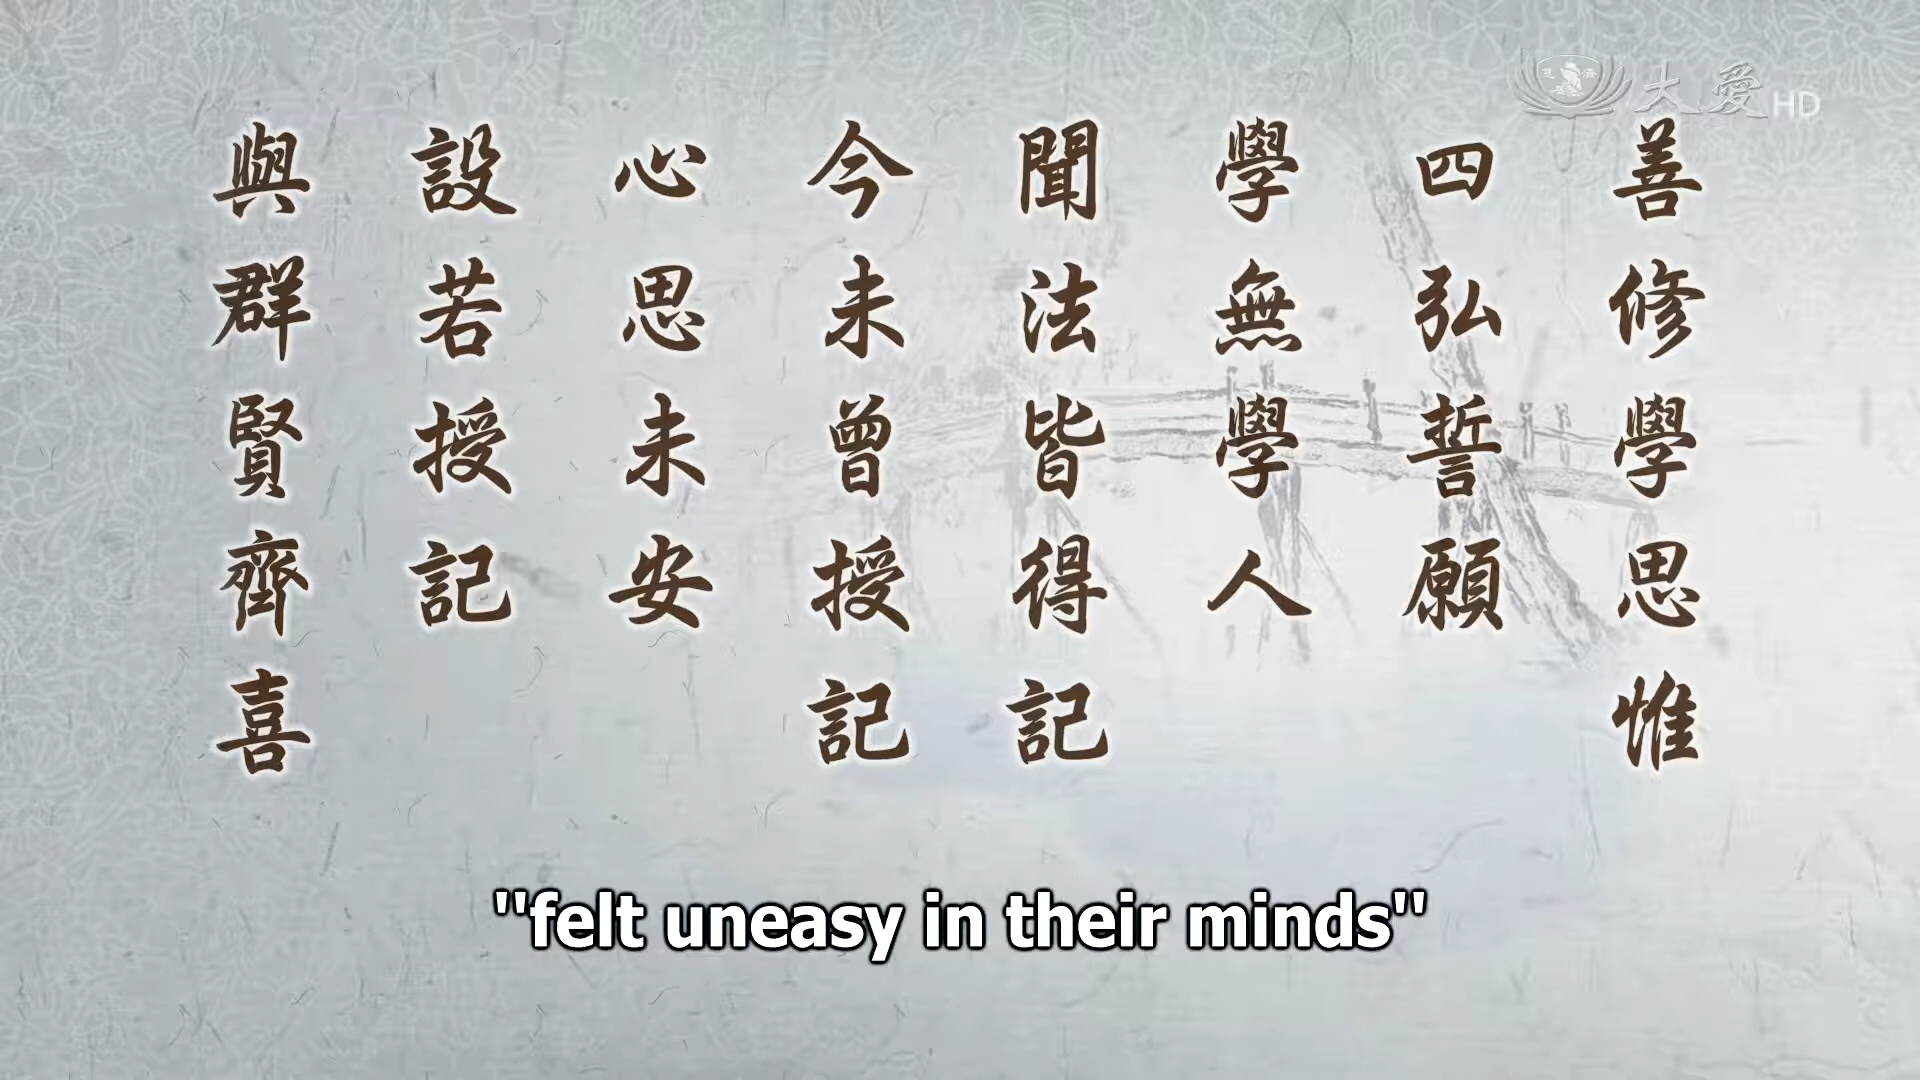 善修學思惟
四弘誓願
學無學人
聞法皆得記
今未曾授記
心思未安
設若授記
與群賢齊喜
大愛HD
"felt uneasy in their minds"